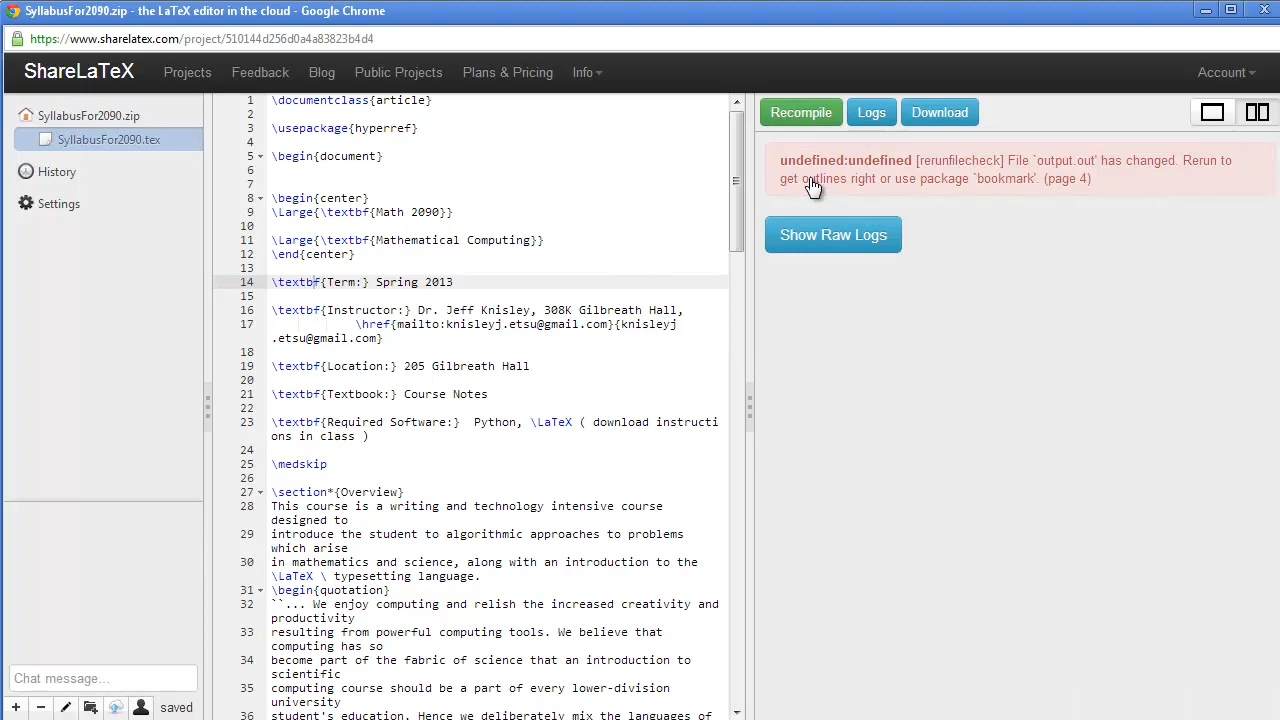 SyllabusFor2090.zip - the LaTeX editor in the cloud - Google Chrome
https://www.sharelatex.com/project/510144d256d0a4a83823b4d4
ShareLaTeX Projects Feedback Blog Public Projects Plans & Pricing Info Account
SyllabusFor2090.zip
SyllabusFor2090.tex
History
Settings
Chat message...
saved
1 \documentclass{article}
2
3 \usepackage{hyperref}
4
5 \begin{document}
6
7
8 \begin{center}
9 \Large{\textbf{Math 2090}}
10
11 \Large{\textbf{Mathematical Computing}}
12 \end{center}
13
14 \textbf{Term:} Spring 2013
15
16 \textbf{Instructor:} Dr. Jeff Knisley, 308K Gilbreath Hall,
17 \href{mailto:knisleyj.etsu@gmail.com}{knisleyj
.etsu@gmail.com}
18
19 \textbf{Location:} 205 Gilbreath Hall
20
21 \textbf{Textbook:} Course Notes
22
23 \textbf{Required Software:}  Python, \LaTeX ( download instructi
ons in class )
24
25 \medskip
26
27 \section*{Overview}
28 This course is a writing and technology intensive course
designed to
29 introduce the student to algorithmic approaches to problems
which arise
30 in mathematics and science, along with an introduction to the
\LaTeX \ typesetting language.
31 \begin{quotation}
32 ``... We enjoy computing and relish the increased creativity and
productivity
33 resulting from powerful computing tools. We believe that
computing has so
34 become part of the fabric of science that an introduction to
scientific
35 computing course should be a part of every lower-division
university
36 student's education. Hence we deliberately mix the languages of
Recompile Logs Download
undefined:undefined [rerunfilecheck] File `output.out' has changed. Rerun to
get outlines right or use package `bookmark'. (page 4)
Show Raw Logs